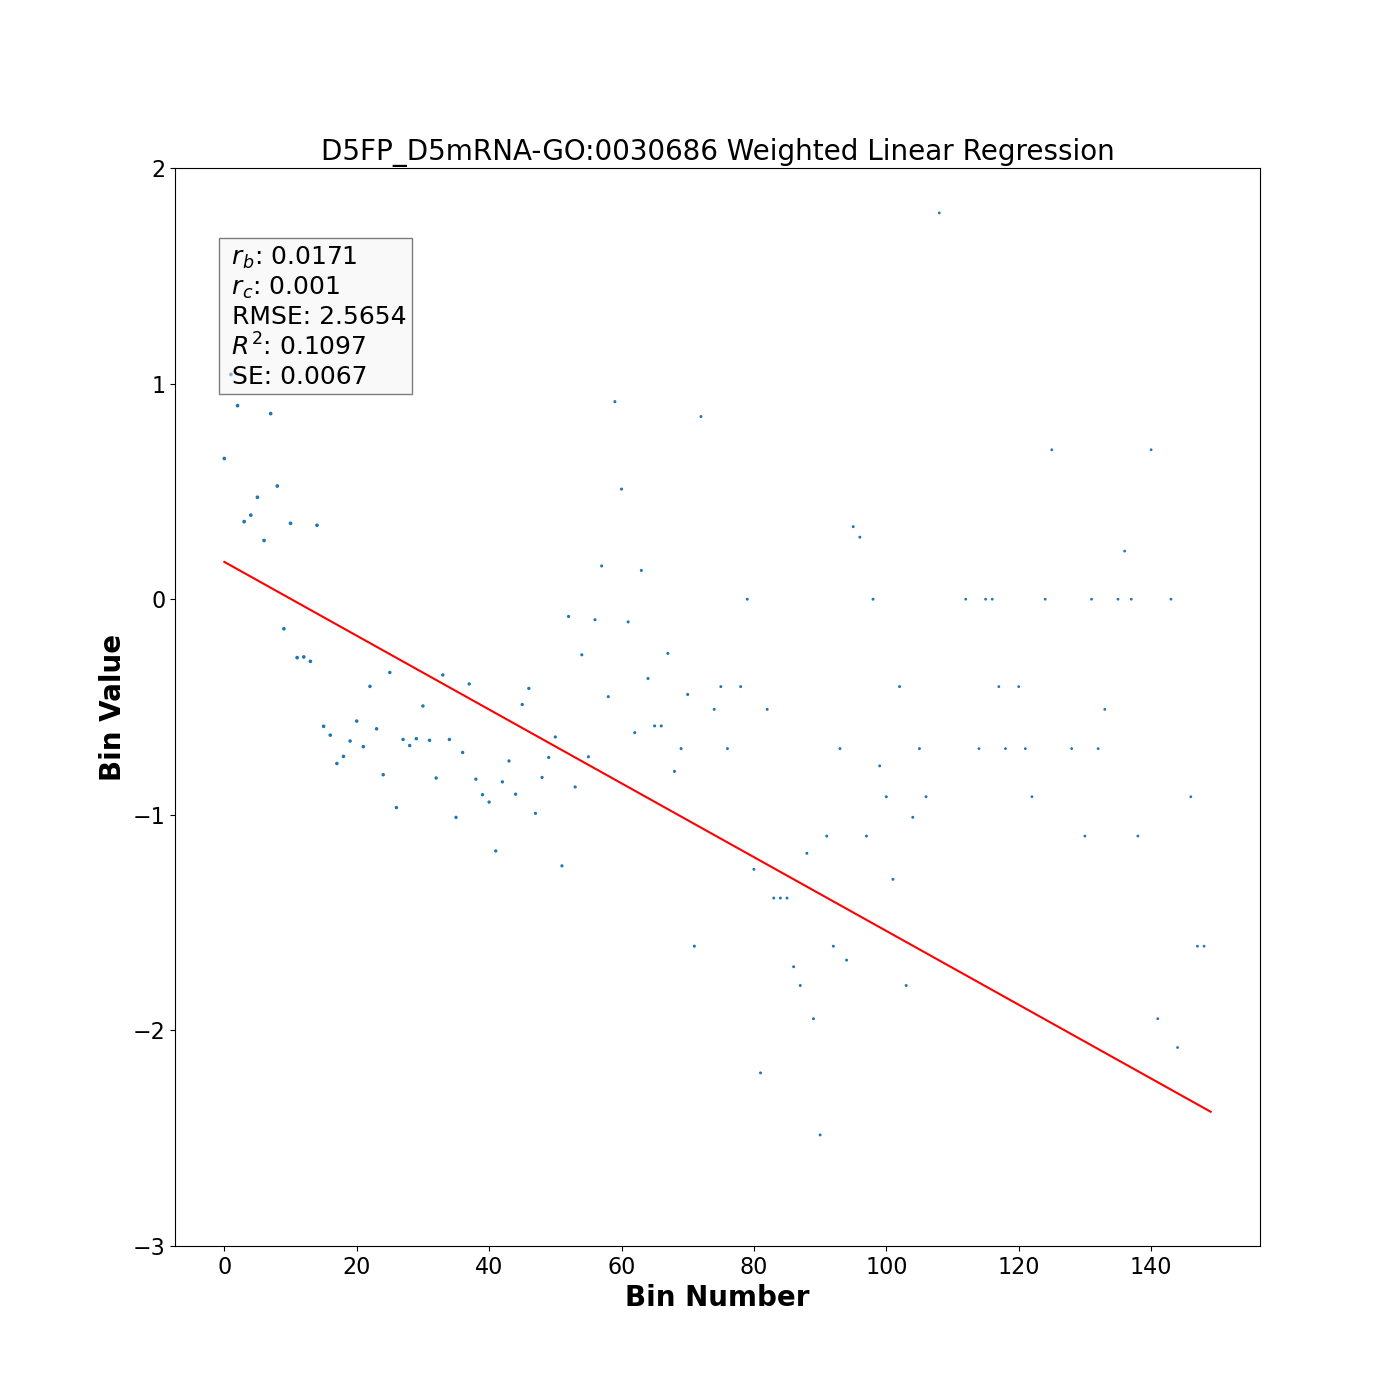 D5FP_D5mRNA-GO:0030686 Weighted Linear Regression
2
1
0
−1
−2
−3
r_b: 0.0171
r_c: 0.001
RMSE: 2.5654
R²: 0.1097
SE: 0.0067
Bin Value
0 20 40 60 80 100 120 140
Bin Number